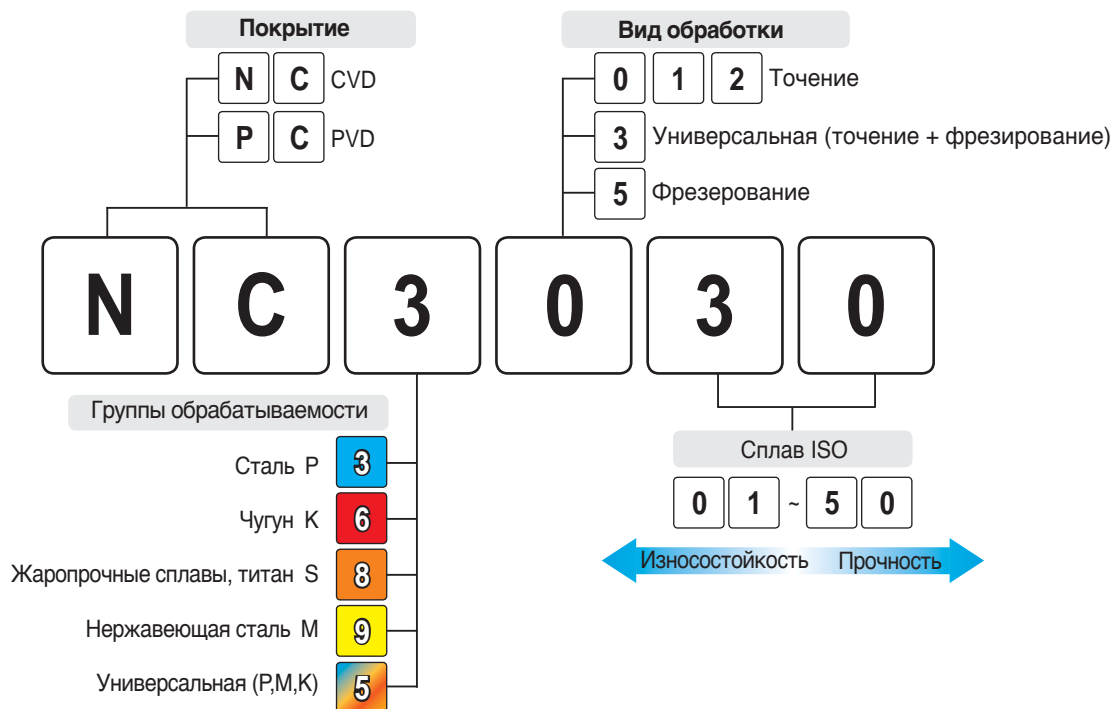 Покрытие
Вид обработки
N C CVD
P C PVD
0 1 2 Точение
3 Универсальная (точение + фрезирование)
5 Фрезерование
N C 3 0 3 0
Группы обрабатываемости
Сталь P 3
Чугун K 6
Жаропрочные сплавы, титан S 8
Нержавеющая сталь M 9
Универсальная (P,M,K) 5
Сплав ISO
0 1 ~ 5 0
Износостойкость Прочность